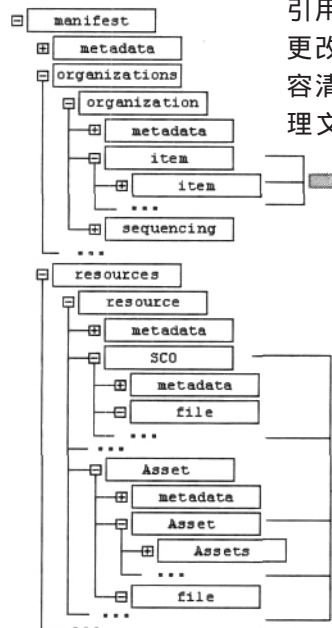 引用
更改
容清
理文
manifest
metadata
organizations
organization
metadata
item
item
...
sequencing
...
resources
resource
metadata
SCO
metadata
file
...
...
Asset
metadata
Asset
Assets
...
file
...
...